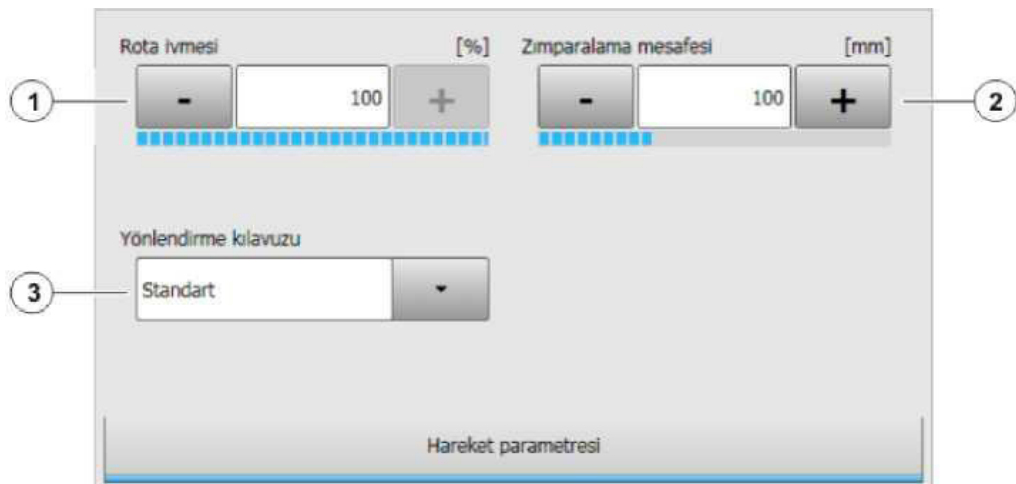 Rota ivmesi [%] Zımparalama mesafesi [mm]
1 - 100 + - 100 + 2
Yönlendirme kılavuzu
3 Standart
Hareket parametresi